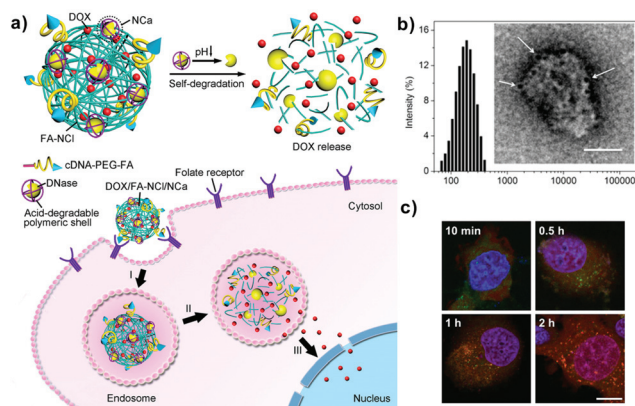 a)
DOX
NCa
pH↓
Self-degradation
FA-NCl
DOX release
cDNA-PEG-FA
DNase
Acid-degradable
polymeric shell
DOX/FA-NCl/NCa
Folate receptor
Cytosol
I
II
III
Endosome
Nucleus
b)
Intensity (%)
16
12
8
4
0
100
1000
10000
100000
c)
10 min
0.5 h
1 h
2 h